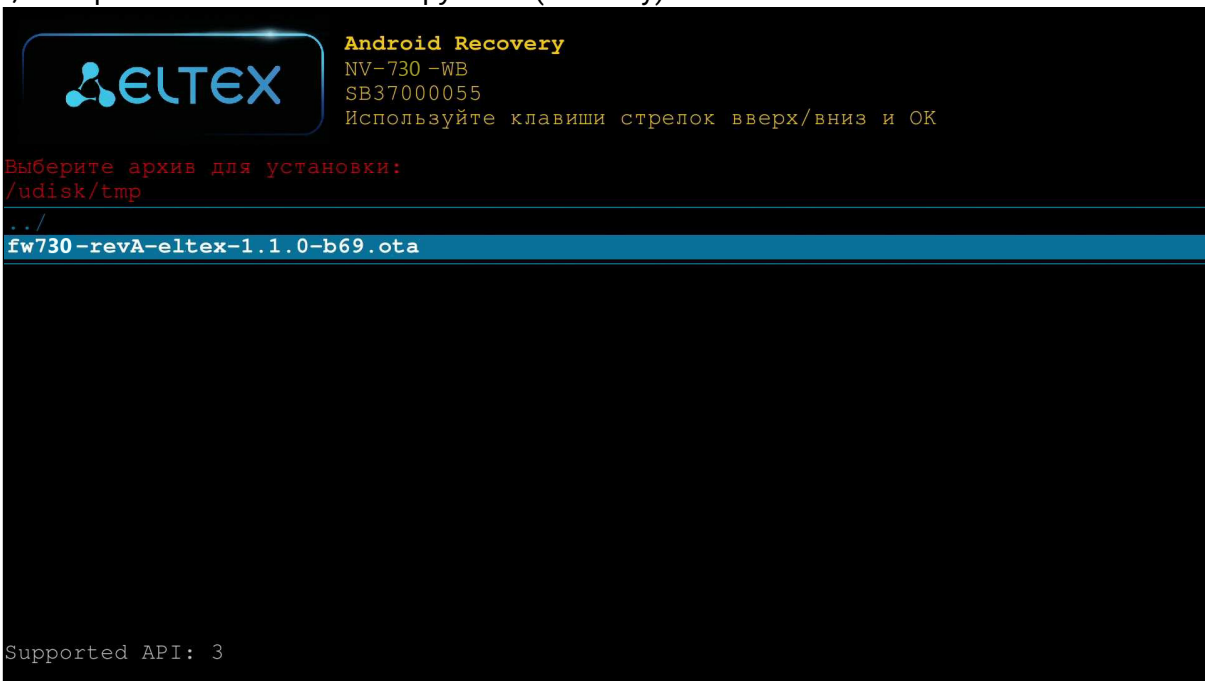 ELTEX
Android Recovery
NV-730 -WB
SB37000055
Используйте клавиши стрелок вверх/вниз и OK
Выберите архив для установки:
/udisk/tmp
../
fw730-revA-eltex-1.1.0-b69.ota
Supported API: 3